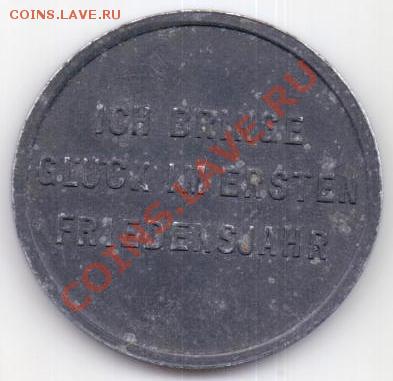 COINS.LAVE.RU
COINS.LAVE.RU
ICH BRINGE
GLÜCK IM ERSTEN
FRIEDENSJAHR